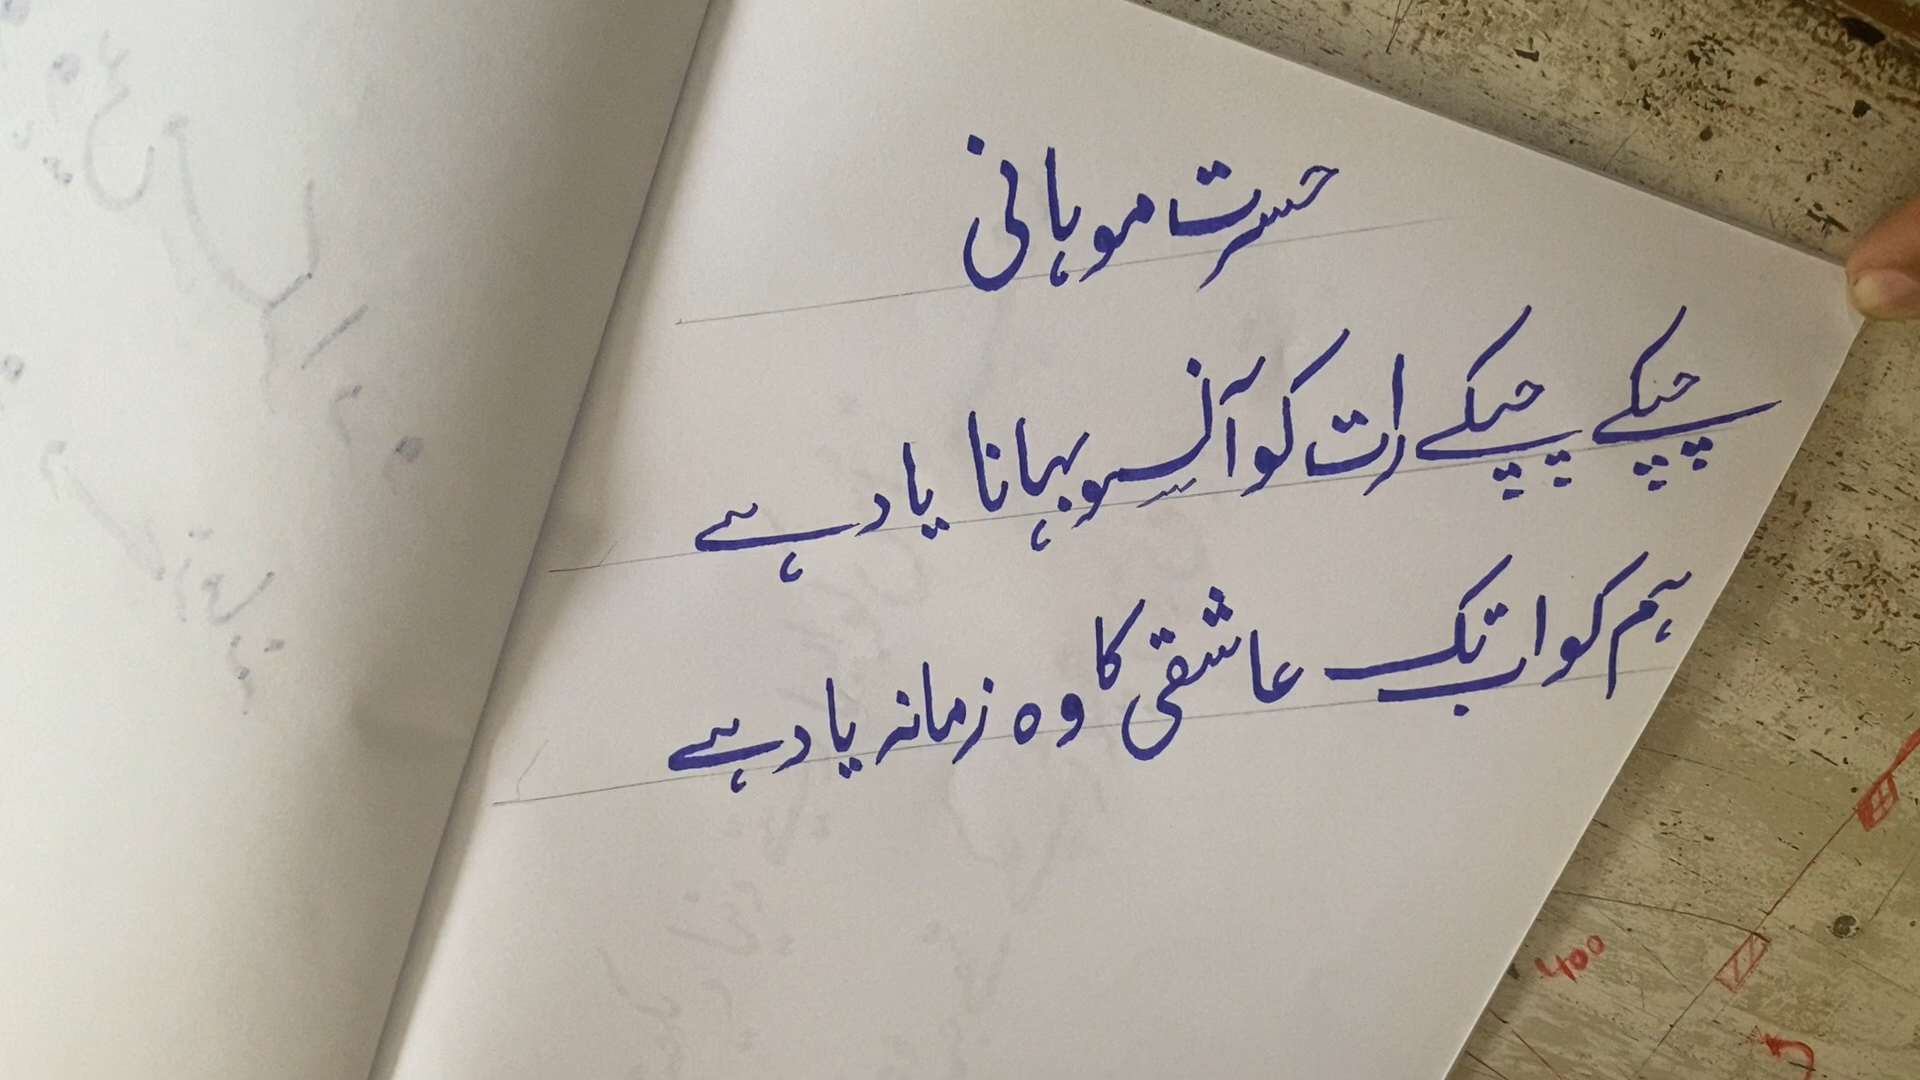 حسرت موہانی
چپکے چپکے رات کو آنسو بہانا یاد ہے
ہم کو اب تک عاشقی کا وہ زمانہ یاد ہے
400